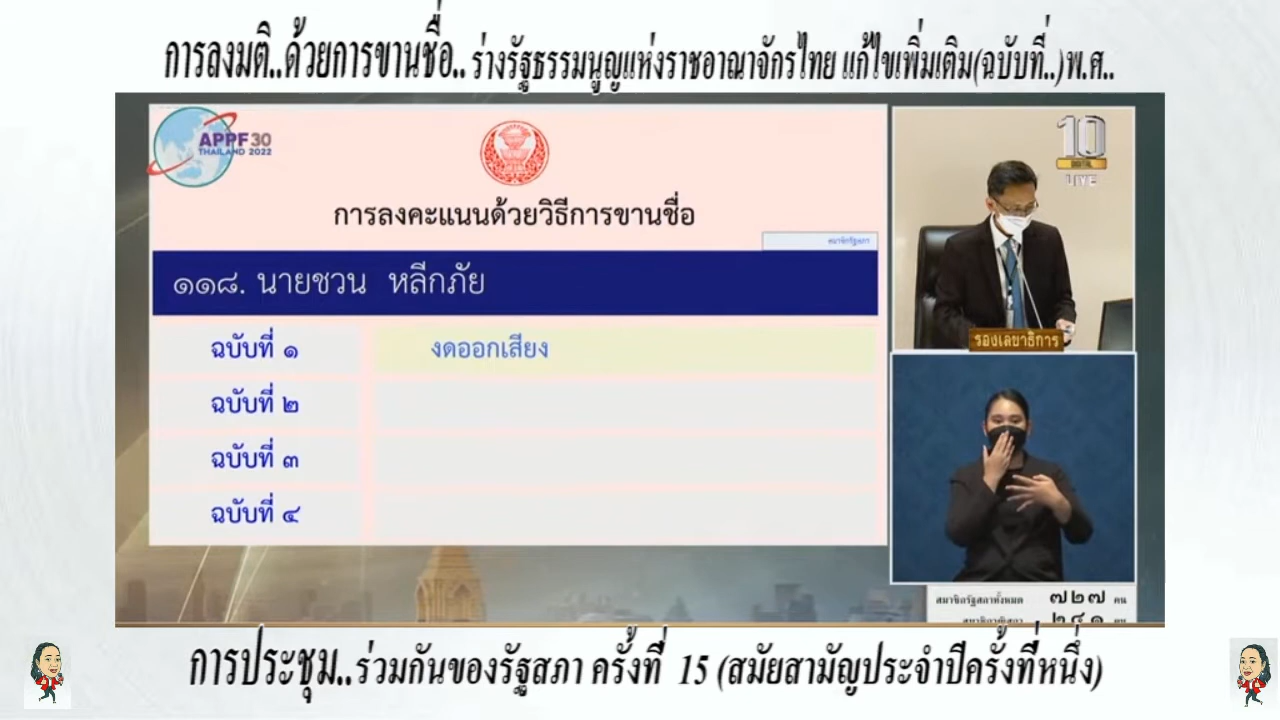 การลงมติ..ด้วยการขานชื่อ.. ร่างรัฐธรรมนูญแห่งราชอาณาจักรไทย แก้ไขเพิ่มเติม(ฉบับที่..)พ.ศ..
APPF30
THAILAND 2022
10
DIGITAL
LIVE
การลงคะแนนด้วยวิธีการขานชื่อ
สมาชิกรัฐสภา
๑๑๘. นายชวน หลีกภัย
ฉบับที่ ๑ งดออกเสียง
ฉบับที่ ๒
ฉบับที่ ๓
ฉบับที่ ๔
รองเลขาธิการ
สมาชิกรัฐสภาทั้งหมด ๗๒๗ คน
การประชุม..ร่วมกันของรัฐสภา ครั้งที่ 15 (สมัยสามัญประจำปีครั้งที่หนึ่ง)